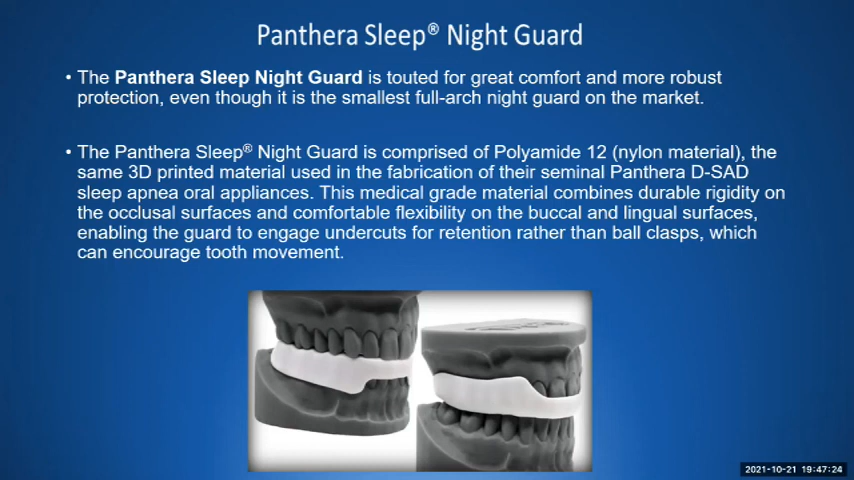 Panthera Sleep® Night Guard
• The Panthera Sleep Night Guard is touted for great comfort and more robust
protection, even though it is the smallest full-arch night guard on the market.
• The Panthera Sleep® Night Guard is comprised of Polyamide 12 (nylon material), the
same 3D printed material used in the fabrication of their seminal Panthera D-SAD
sleep apnea oral appliances. This medical grade material combines durable rigidity on
the occlusal surfaces and comfortable flexibility on the buccal and lingual surfaces,
enabling the guard to engage undercuts for retention rather than ball clasps, which
can encourage tooth movement.
2021-10-21 19:47:24